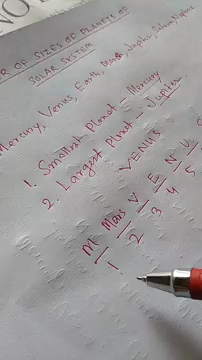 R OF SIZES OF PLANETS OF
SOLAR SYSTEM
Mercury, Venus, Earth, Mars, Jupiter, Saturn,
1. Smallest Planet = Mercury
2. Largest Planet - Jupiter
VENUS
M Mars V E N U
1 2 3 4 5